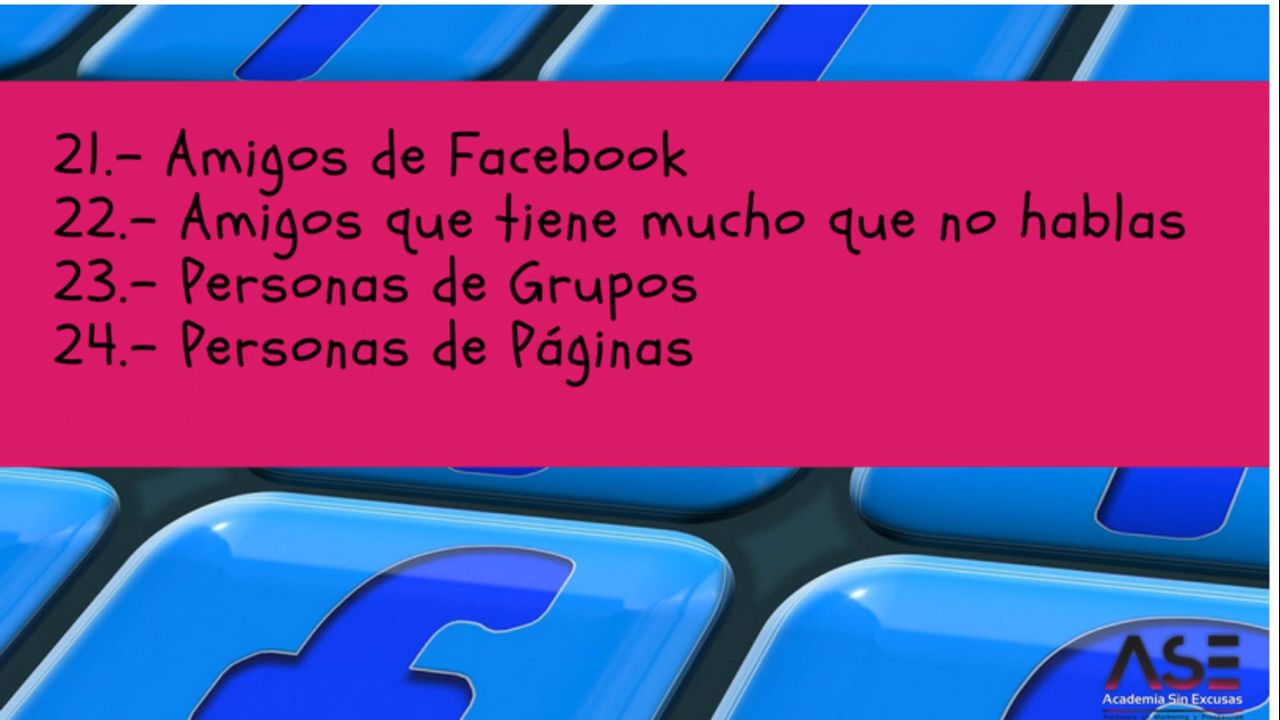 21.- Amigos de Facebook
22.- Amigos que tiene mucho que no hablas
23.- Personas de Grupos
24.- Personas de Páginas
ASE
Academia Sin Excusas